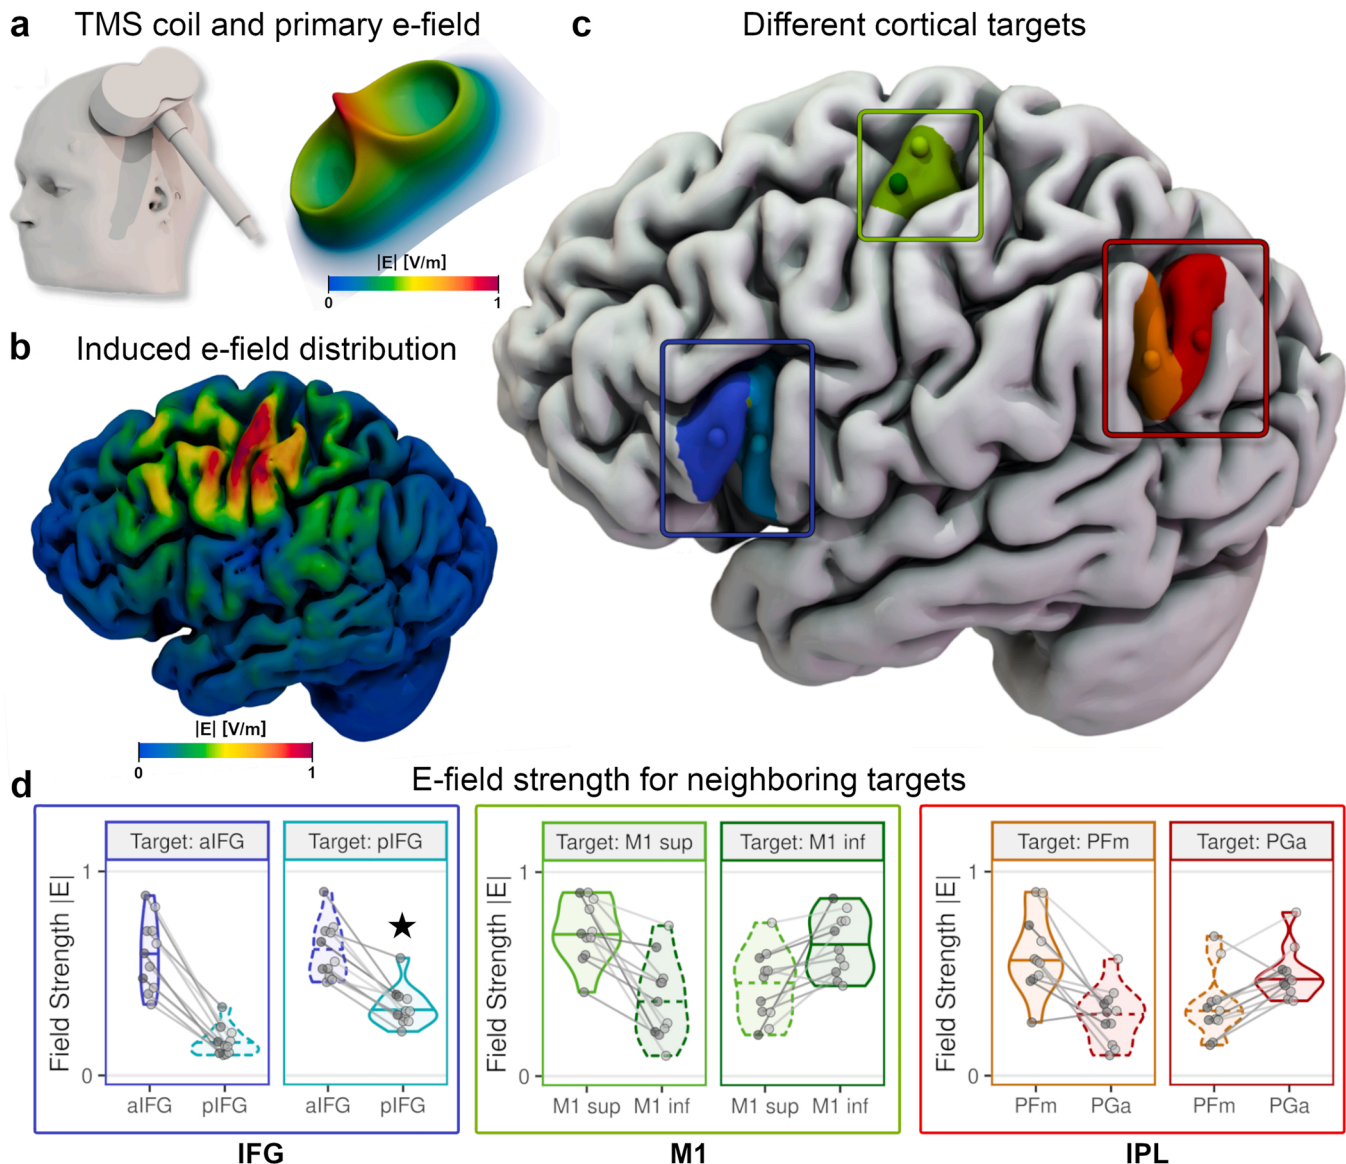 a TMS coil and primary e-field
|E| [V/m]
0 1
b Induced e-field distribution
|E| [V/m]
0 1
c Different cortical targets
d E-field strength for neighboring targets
Target: aIFG Target: pIFG
Field Strength |E|
1
0
aIFG pIFG aIFG pIFG
IFG
Target: M1 sup Target: M1 inf
Field Strength |E|
1
0
M1 sup M1 inf M1 sup M1 inf
M1
Target: PFm Target: PGa
Field Strength |E|
1
0
PFm PGa PFm PGa
IPL